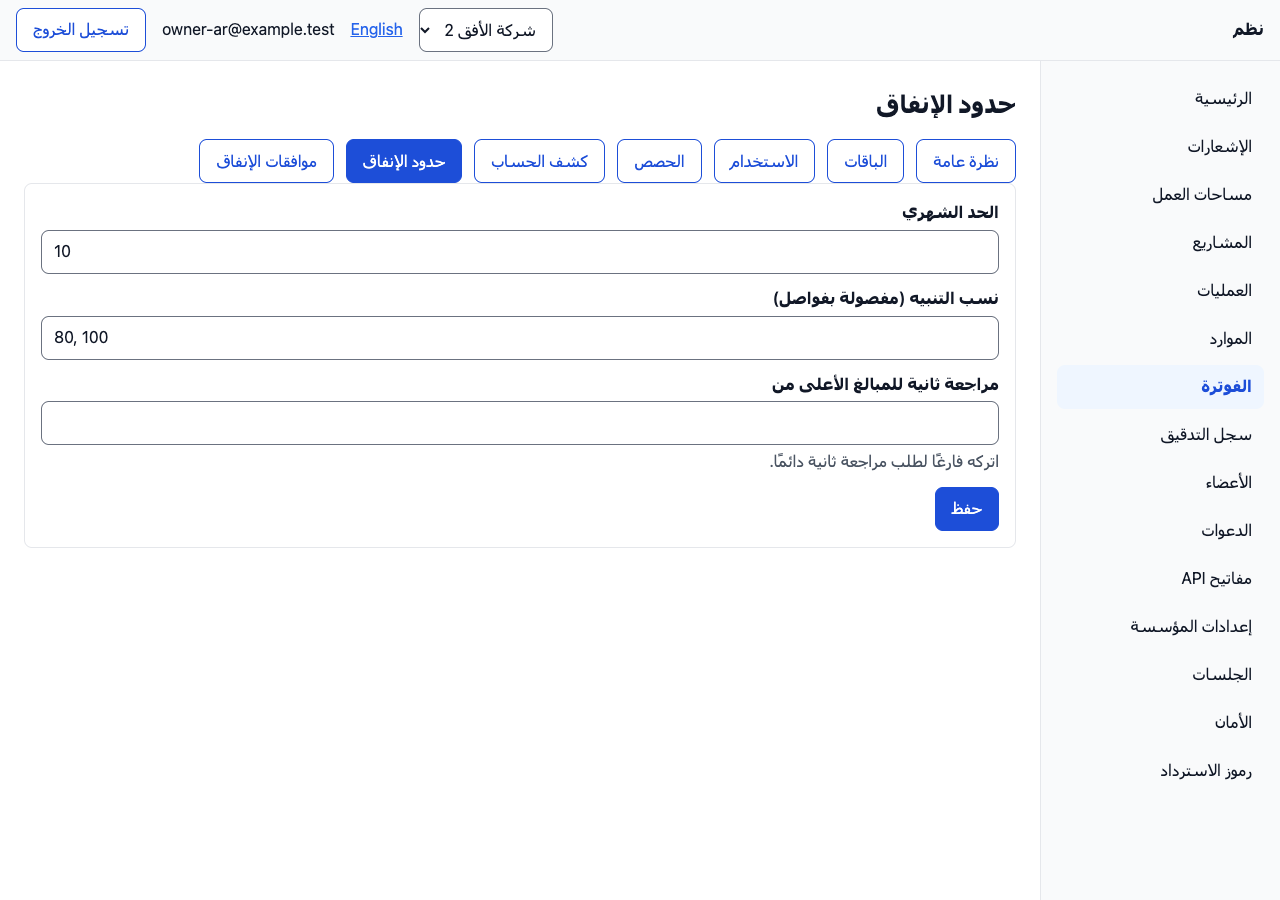 نظم
شركة الأفق 2
English
owner-ar@example.test
تسجيل الخروج
الرئيسية
الإشعارات
مساحات العمل
المشاريع
العمليات
الموارد
الفوترة
سجل التدقيق
الأعضاء
الدعوات
مفاتيح API
إعدادات المؤسسة
الجلسات
الأمان
رموز الاسترداد
حدود الإنفاق
نظرة عامة
الباقات
الاستخدام
الحصص
كشف الحساب
حدود الإنفاق
موافقات الإنفاق
الحد الشهري
10
نسب التنبيه (مفصولة بفواصل)
80, 100
مراجعة ثانية للمبالغ الأعلى من
اتركه فارغًا لطلب مراجعة ثانية دائمًا.
حفظ